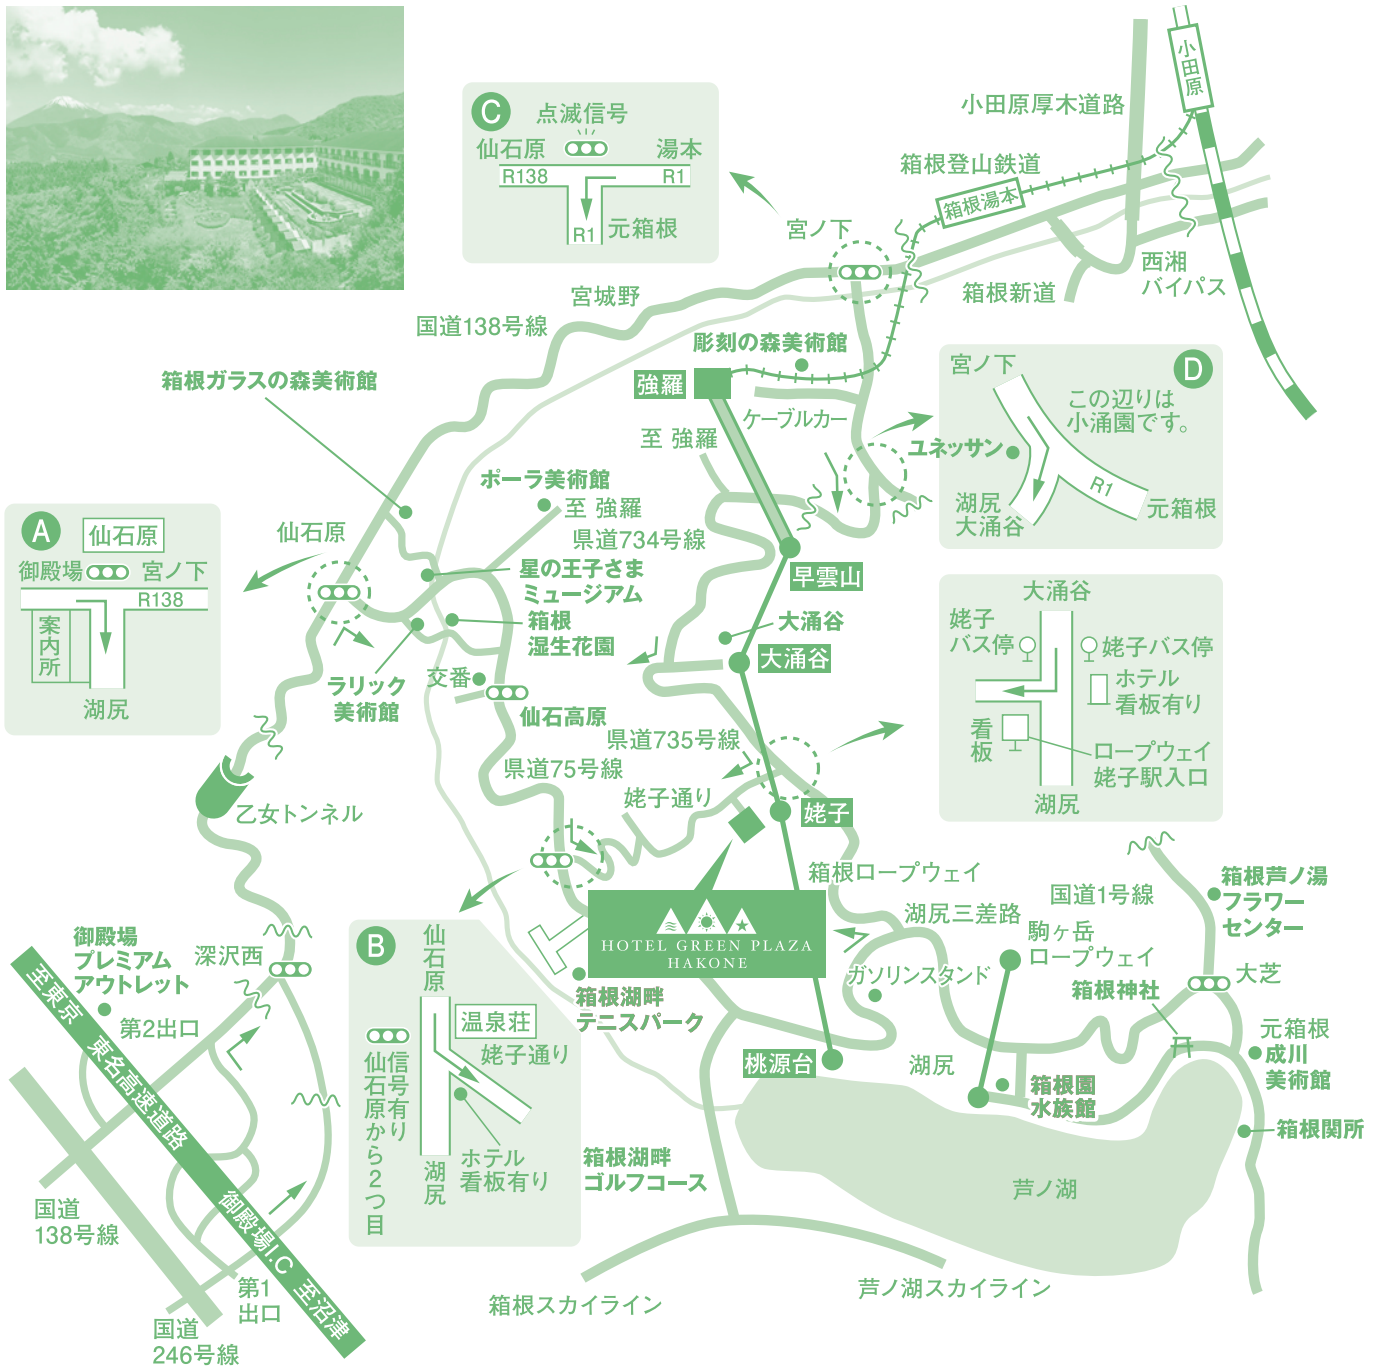 C
点滅信号
仙石原
湯本
R138
R1
R1
元箱根
小田原
小田原厚木道路
箱根登山鉄道
箱根湯本
宮ノ下
西湘
バイパス
箱根新道
宮城野
国道138号線
彫刻の森美術館
強羅
ケーブルカー
至 強羅
箱根ガラスの森美術館
D
宮ノ下
この辺りは
小涌園です。
ユネッサン
R1
湖尻
大涌谷
元箱根
ポーラ美術館
至 強羅
県道734号線
仙石原
A
仙石原
御殿場
宮ノ下
R138
案内所
湖尻
星の王子さま
ミュージアム
箱根
湿生花園
早雲山
大涌谷
大涌谷
交番
ラリック
美術館
仙石高原
県道735号線
県道75号線
姥子通り
姥子
大涌谷
姥子
バス停
姥子バス停
ホテル
看板有り
看板
ロープウェイ
姥子駅入口
湖尻
乙女トンネル
箱根ロープウェイ
湖尻三差路
国道1号線
箱根芦ノ湯
フラワー
センター
HOTEL GREEN PLAZA
HAKONE
駒ヶ岳
ロープウェイ
ガソリンスタンド
箱根神社
大芝
元箱根
成川
美術館
箱根湖畔
テニスパーク
桃源台
湖尻
箱根園
水族館
箱根関所
御殿場
プレミアム
アウトレット
深沢西
第2出口
至東京
東名高速道路
御殿場I.C
至沼津
B
仙石原
温泉荘
姥子通り
信号有り
仙石原から2つ目
ホテル
看板有り
湖尻
箱根湖畔
ゴルフコース
芦ノ湖
国道
138号線
第1
出口
国道
246号線
箱根スカイライン
芦ノ湖スカイライン